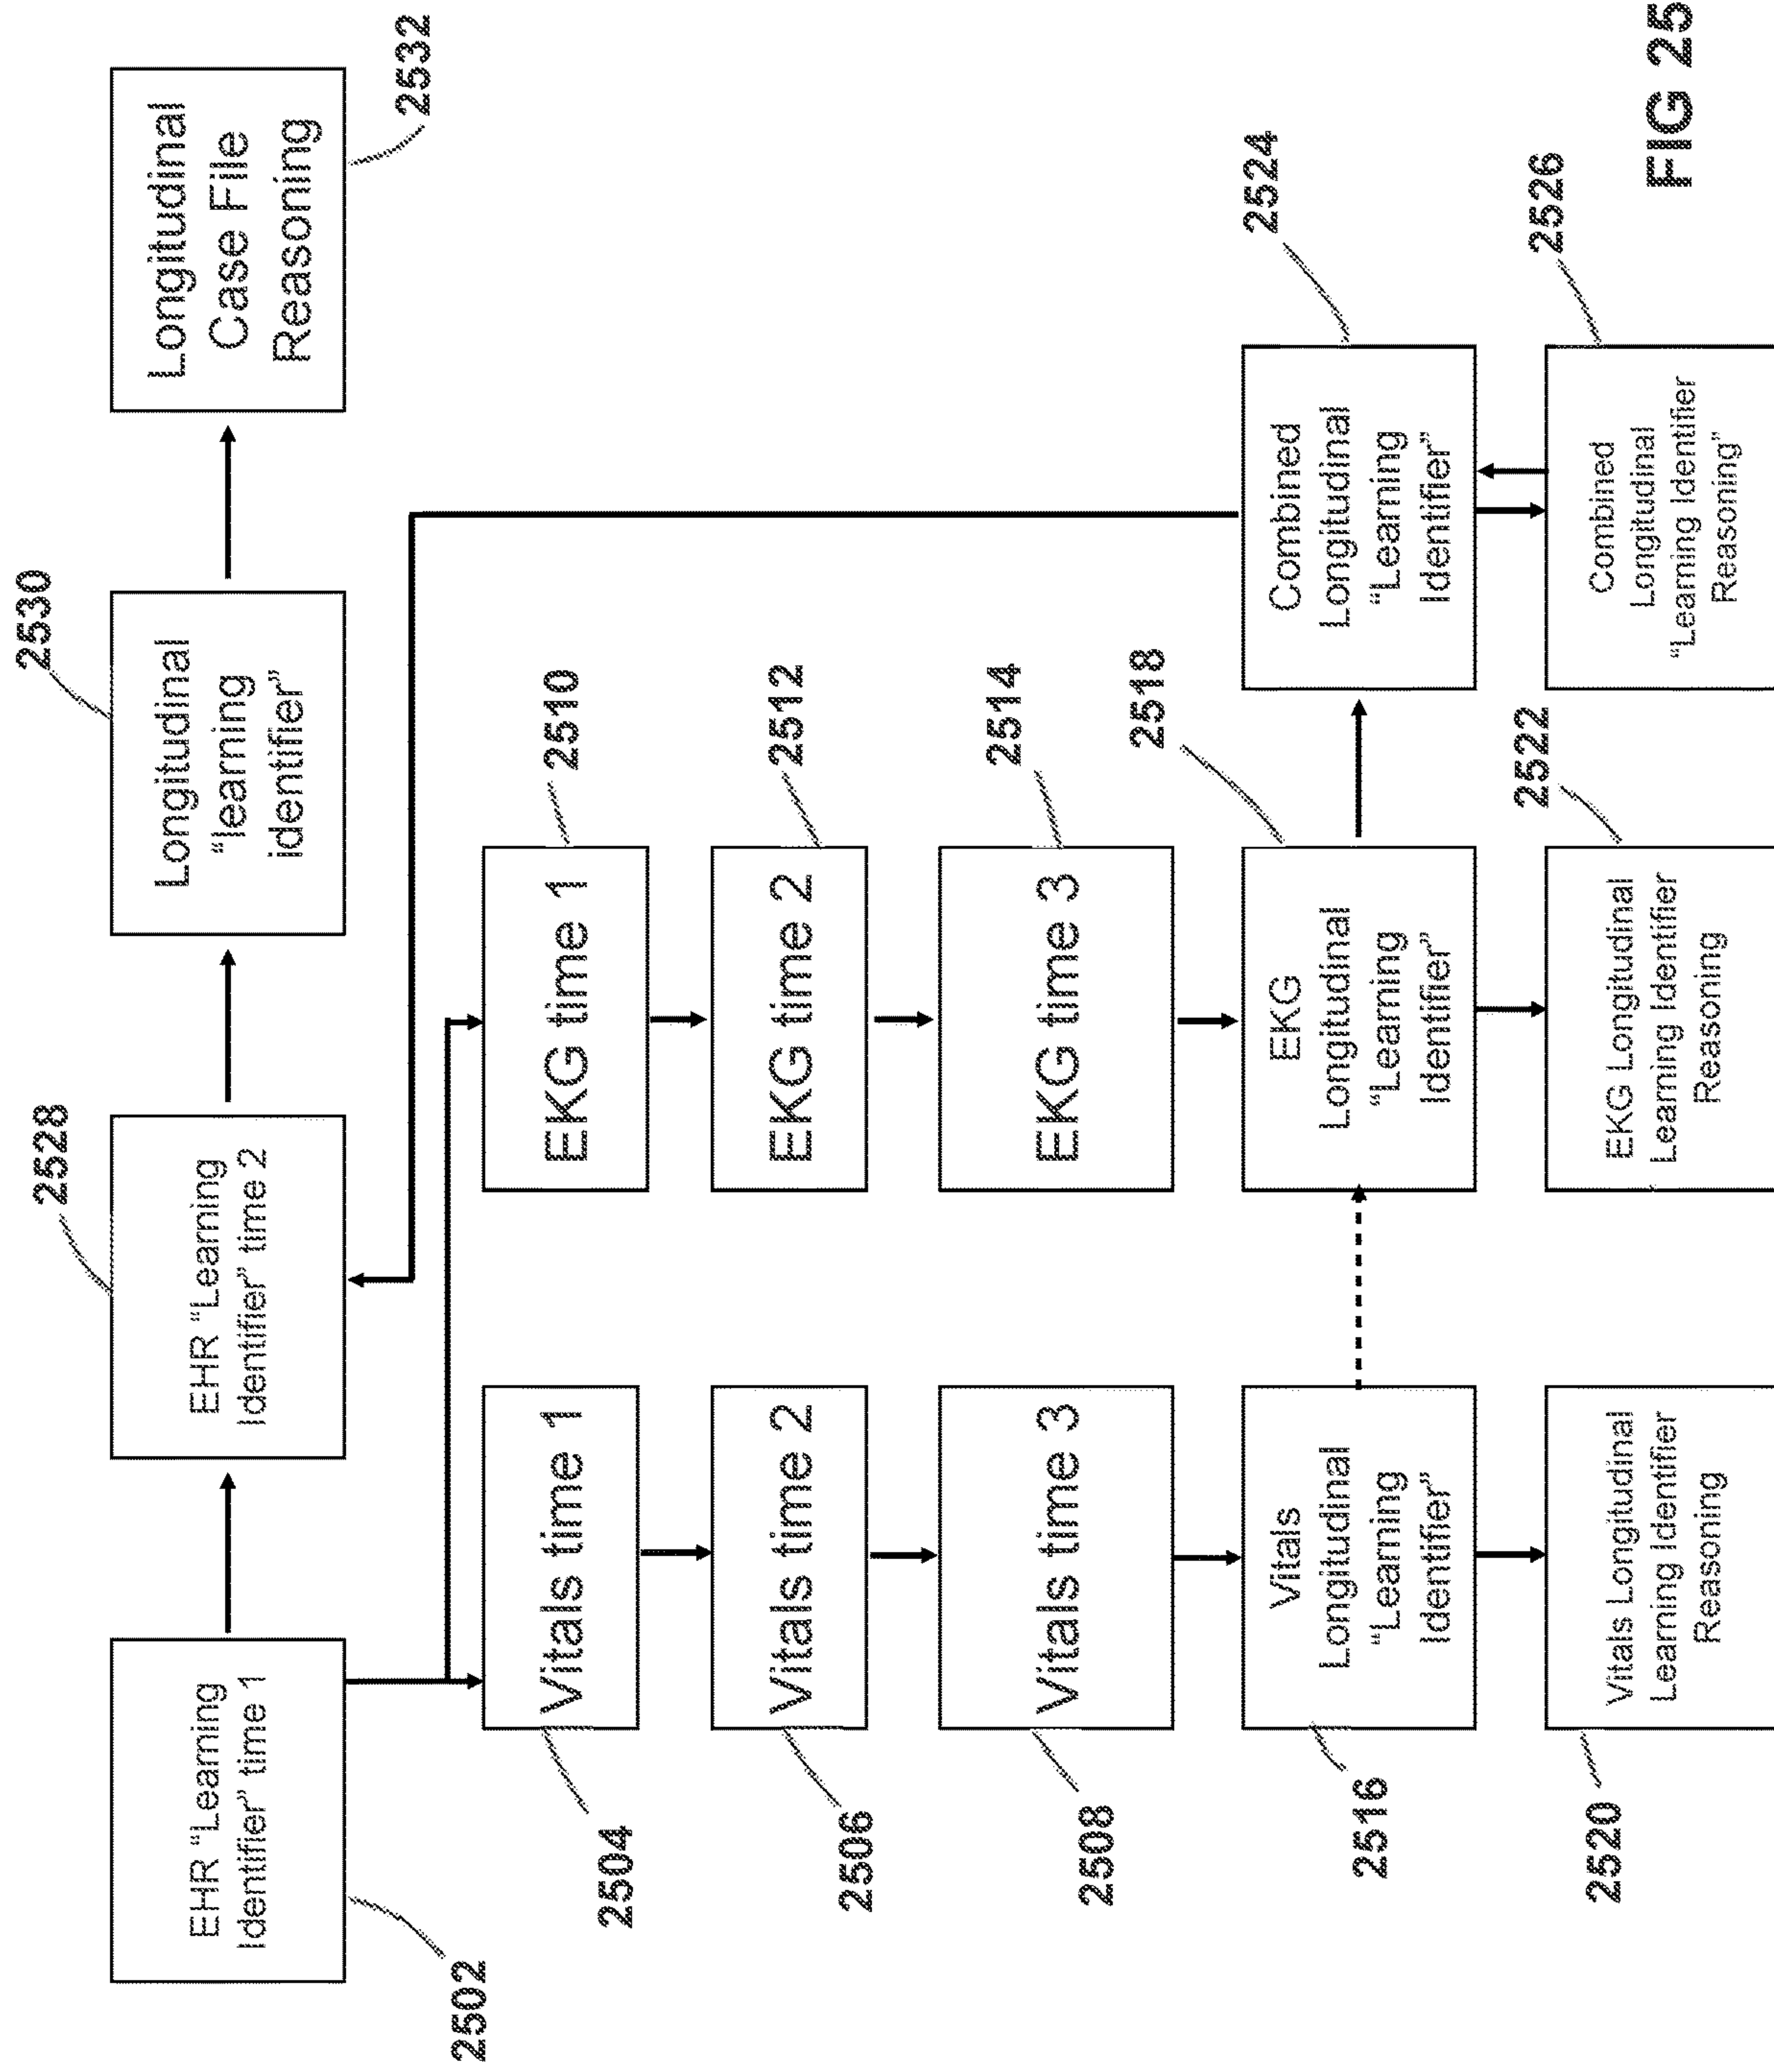 2530
2528
EHR “Learning
Identifier” time 1
EHR “Learning
Identifier” time 2
Longitudinal
“learning
identifier”
Longitudinal
Case File
Reasoning
2502
2532
Vitals time 1
EKG time 1
2504
2510
Vitals time 2
EKG time 2
2506
2512
Vitals time 3
EKG time 3
2508
2514
2518
2524
Vitals
Longitudinal
“Learning
Identifier”
EKG
Longitudinal
“Learning
Identifier”
Combined
Longitudinal
“Learning
Identifier”
2516
2522
2526
Vitals Longitudinal
Learning Identifier
Reasoning
EKG Longitudinal
Learning Identifier
Reasoning
Combined
Longitudinal
“Learning Identifier
Reasoning”
2520
FIG 25